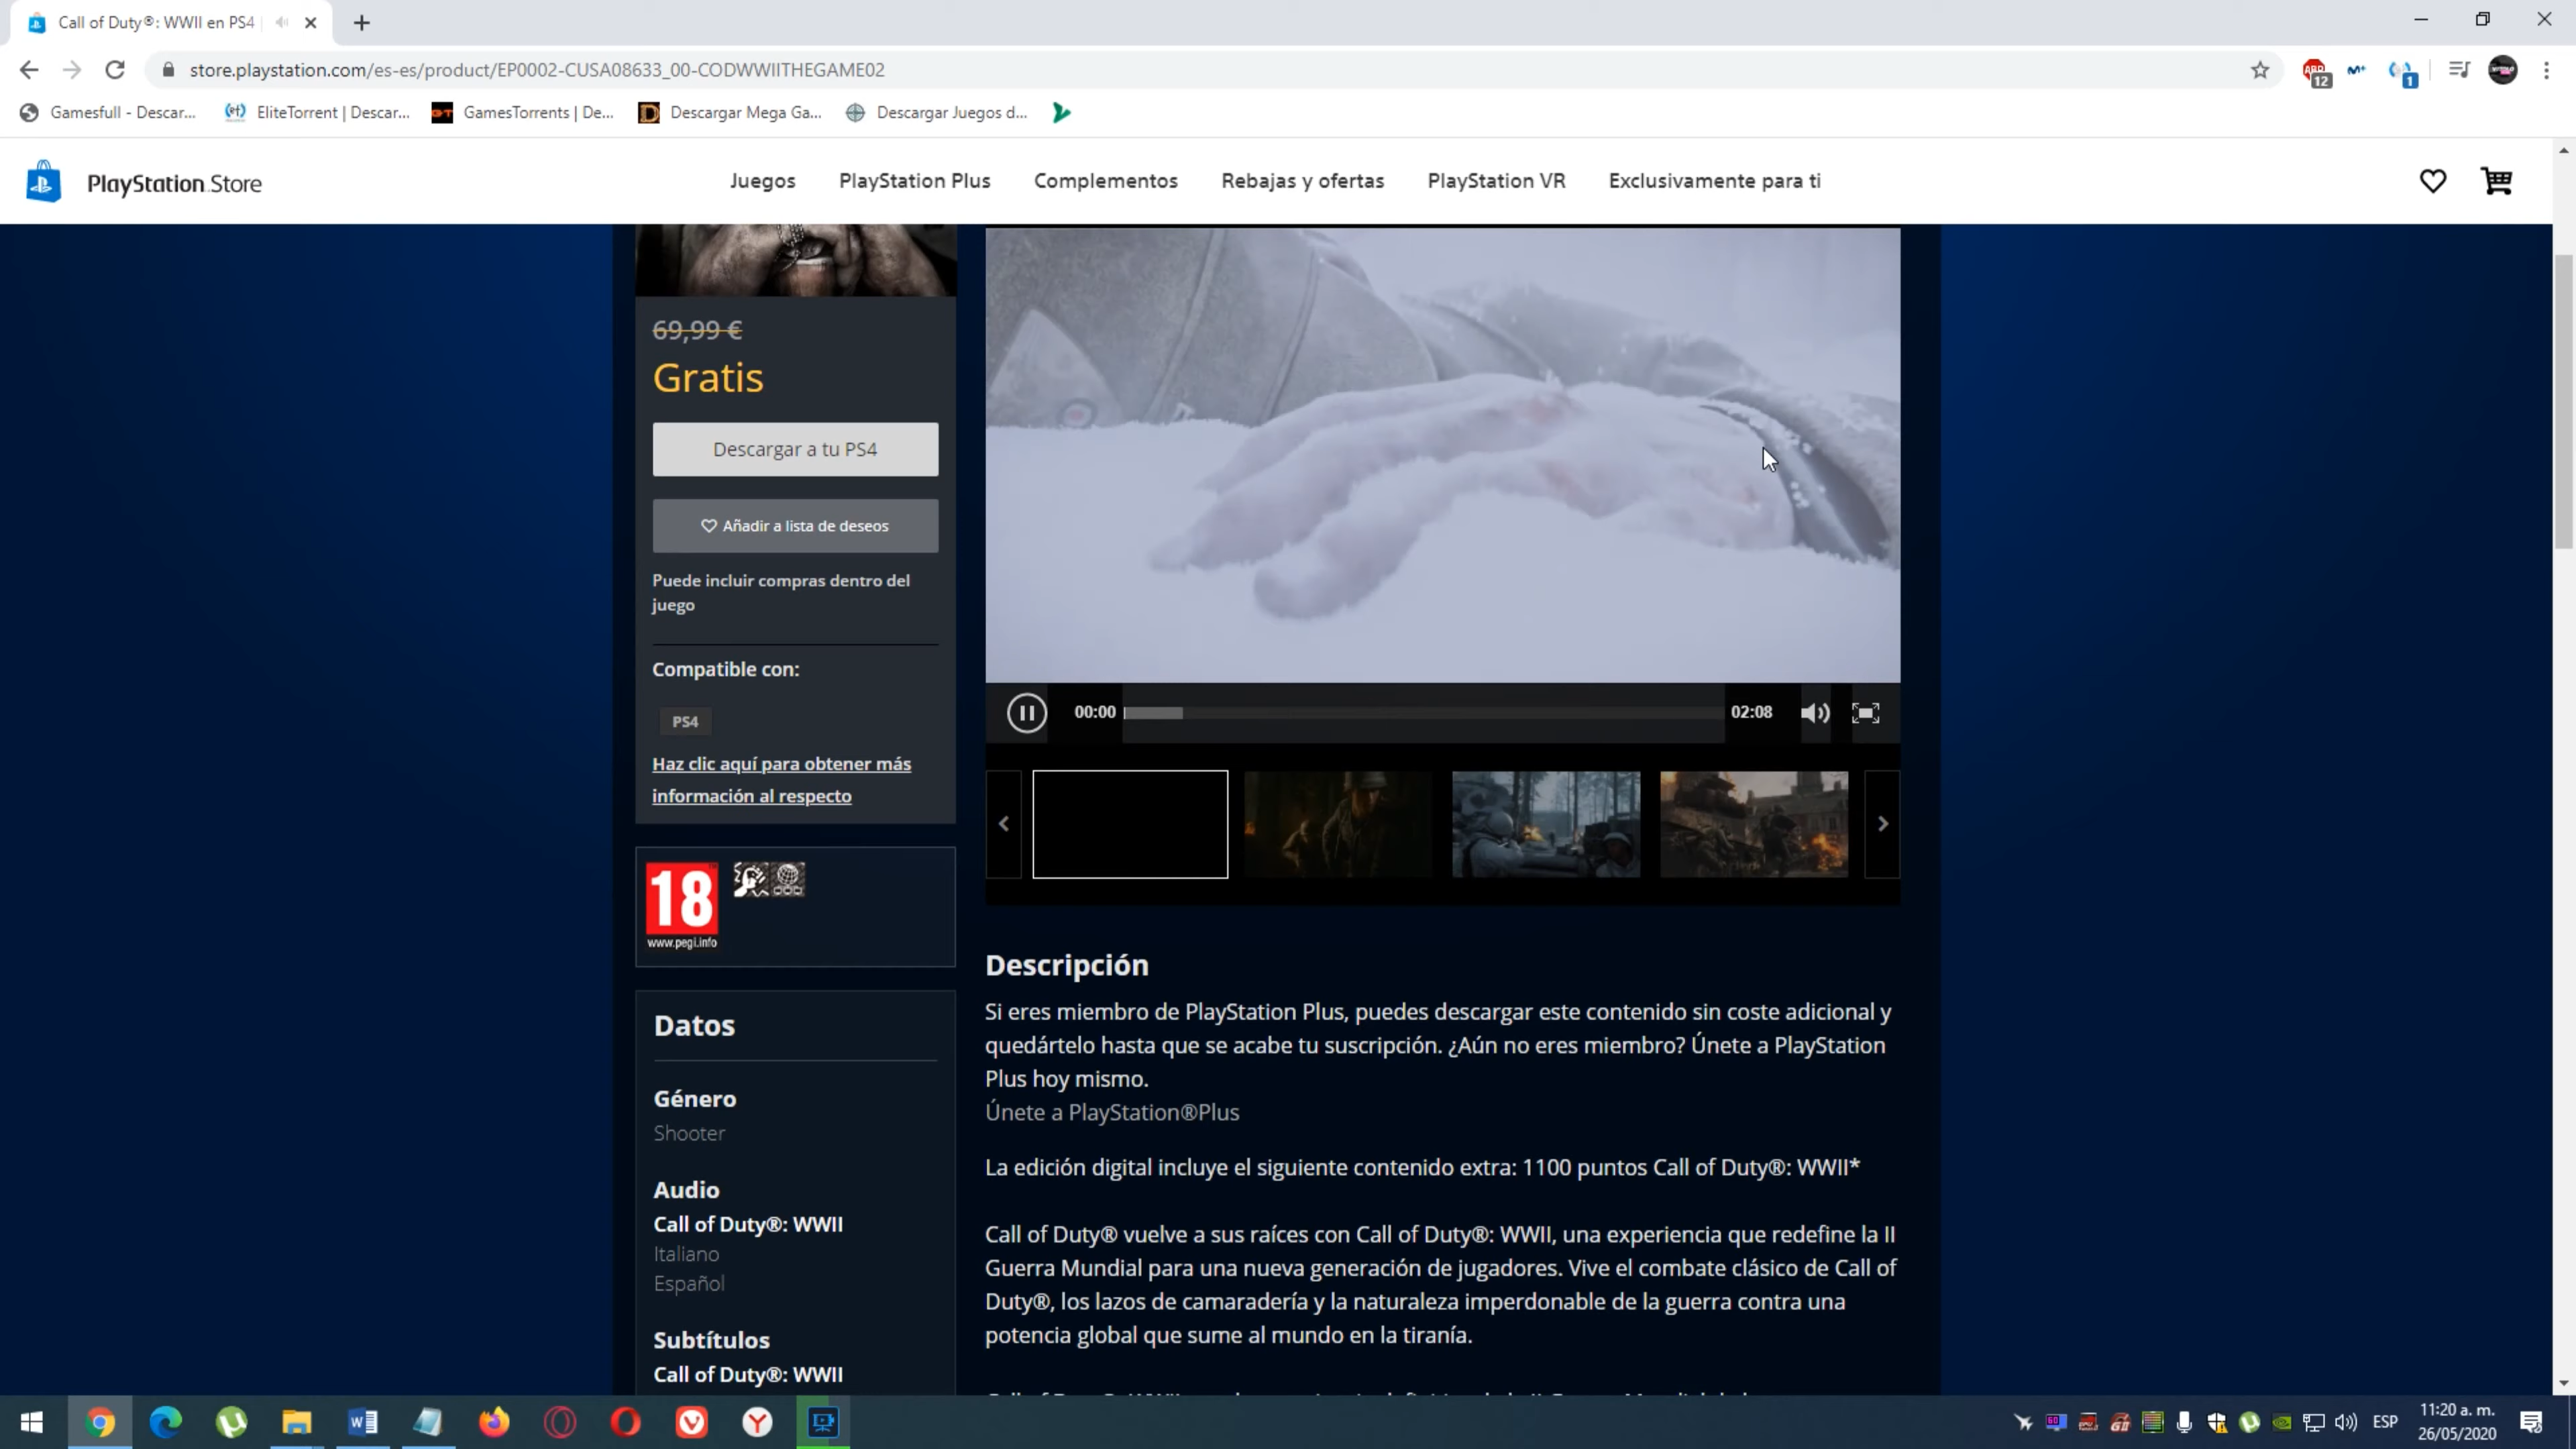 Call of Duty®: WWII en PS4
store.playstation.com/es-es/product/EP0002-CUSA08633_00-CODWWIITHEGAME02
ABP
12
1
Gamesfull - Descar...
EliteTorrent | Descar...
GamesTorrents | De...
Descargar Mega Ga...
Descargar Juegos d...
PlayStation Store
Juegos
PlayStation Plus
Complementos
Rebajas y ofertas
PlayStation VR
Exclusivamente para ti
69,99 €
Gratis
Descargar a tu PS4
Añadir a lista de deseos
Puede incluir compras dentro del
juego
Compatible con:
PS4
Haz clic aquí para obtener más
información al respecto
18
www.pegi.info
Datos
Género
Shooter
Audio
Call of Duty®: WWII
Italiano
Español
Subtítulos
Call of Duty®: WWII
00:00
02:08
Descripción
Si eres miembro de PlayStation Plus, puedes descargar este contenido sin coste adicional y
quedártelo hasta que se acabe tu suscripción. ¿Aún no eres miembro? Únete a PlayStation
Plus hoy mismo.
Únete a PlayStation®Plus
La edición digital incluye el siguiente contenido extra: 1100 puntos Call of Duty®: WWII*
Call of Duty® vuelve a sus raíces con Call of Duty®: WWII, una experiencia que redefine la II
Guerra Mundial para una nueva generación de jugadores. Vive el combate clásico de Call of
Duty®, los lazos de camaradería y la naturaleza imperdonable de la guerra contra una
potencia global que sume al mundo en la tiranía.
60
ESP
11:20 a. m.
26/05/2020